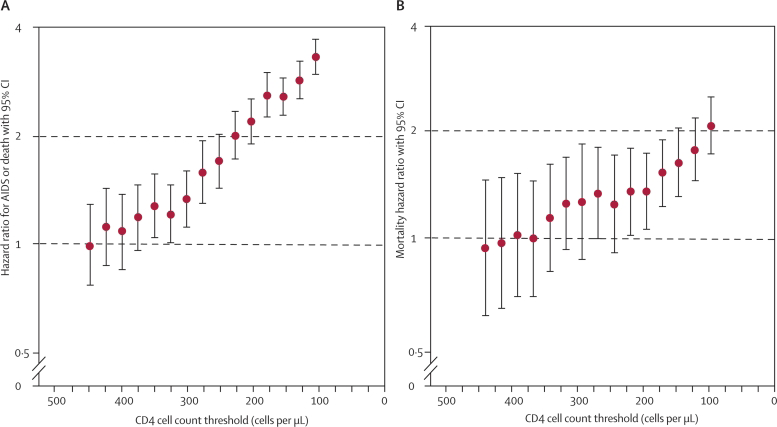 A
4
2
1
0·5
0
Hazard ratio for AIDS or death with 95% CI
500 400 300 200 100 0
CD4 cell count threshold (cells per µL)
B
4
2
1
0·5
0
Mortality hazard ratio with 95% CI
500 400 300 200 100 0
CD4 cell count threshold (cells per µL)